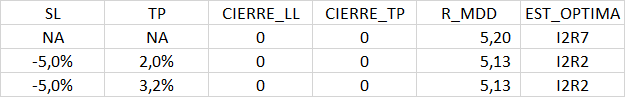 SL TP CIERRE_LL CIERRE_TP R_MDD EST_OPTIMA
NA NA 0 0 5,20 I2R7
-5,0% 2,0% 0 0 5,13 I2R2
-5,0% 3,2% 0 0 5,13 I2R2